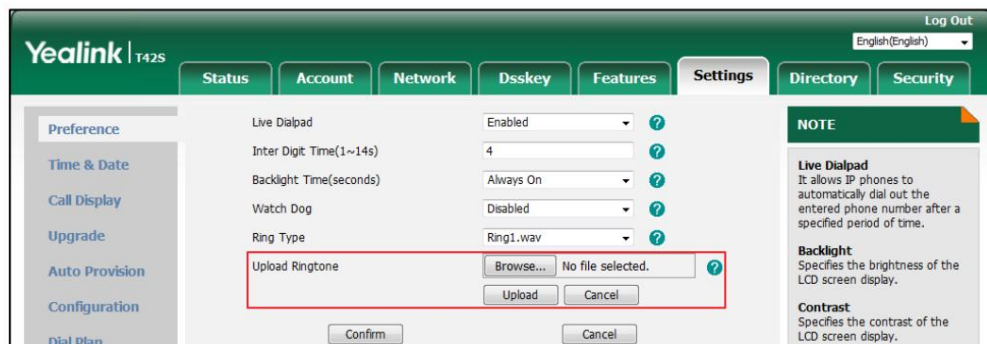 Log Out
Yealink | T42S
English(English)
Status Account Network Dsskey Features Settings Directory Security
Preference
Time & Date
Call Display
Upgrade
Auto Provision
Configuration
Dial Plan
Live Dialpad Enabled ?
Inter Digit Time(1~14s) 4 ?
Backlight Time(seconds) Always On ?
Watch Dog Disabled ?
Ring Type Ring1.wav ?
Upload Ringtone Browse... No file selected. ?
Upload Cancel
Confirm Cancel
NOTE
Live Dialpad
It allows IP phones to
automatically dial out the
entered phone number after a
specified period of time.
Backlight
Specifies the brightness of the
LCD screen display.
Contrast
Specifies the contrast of the
LCD screen display.